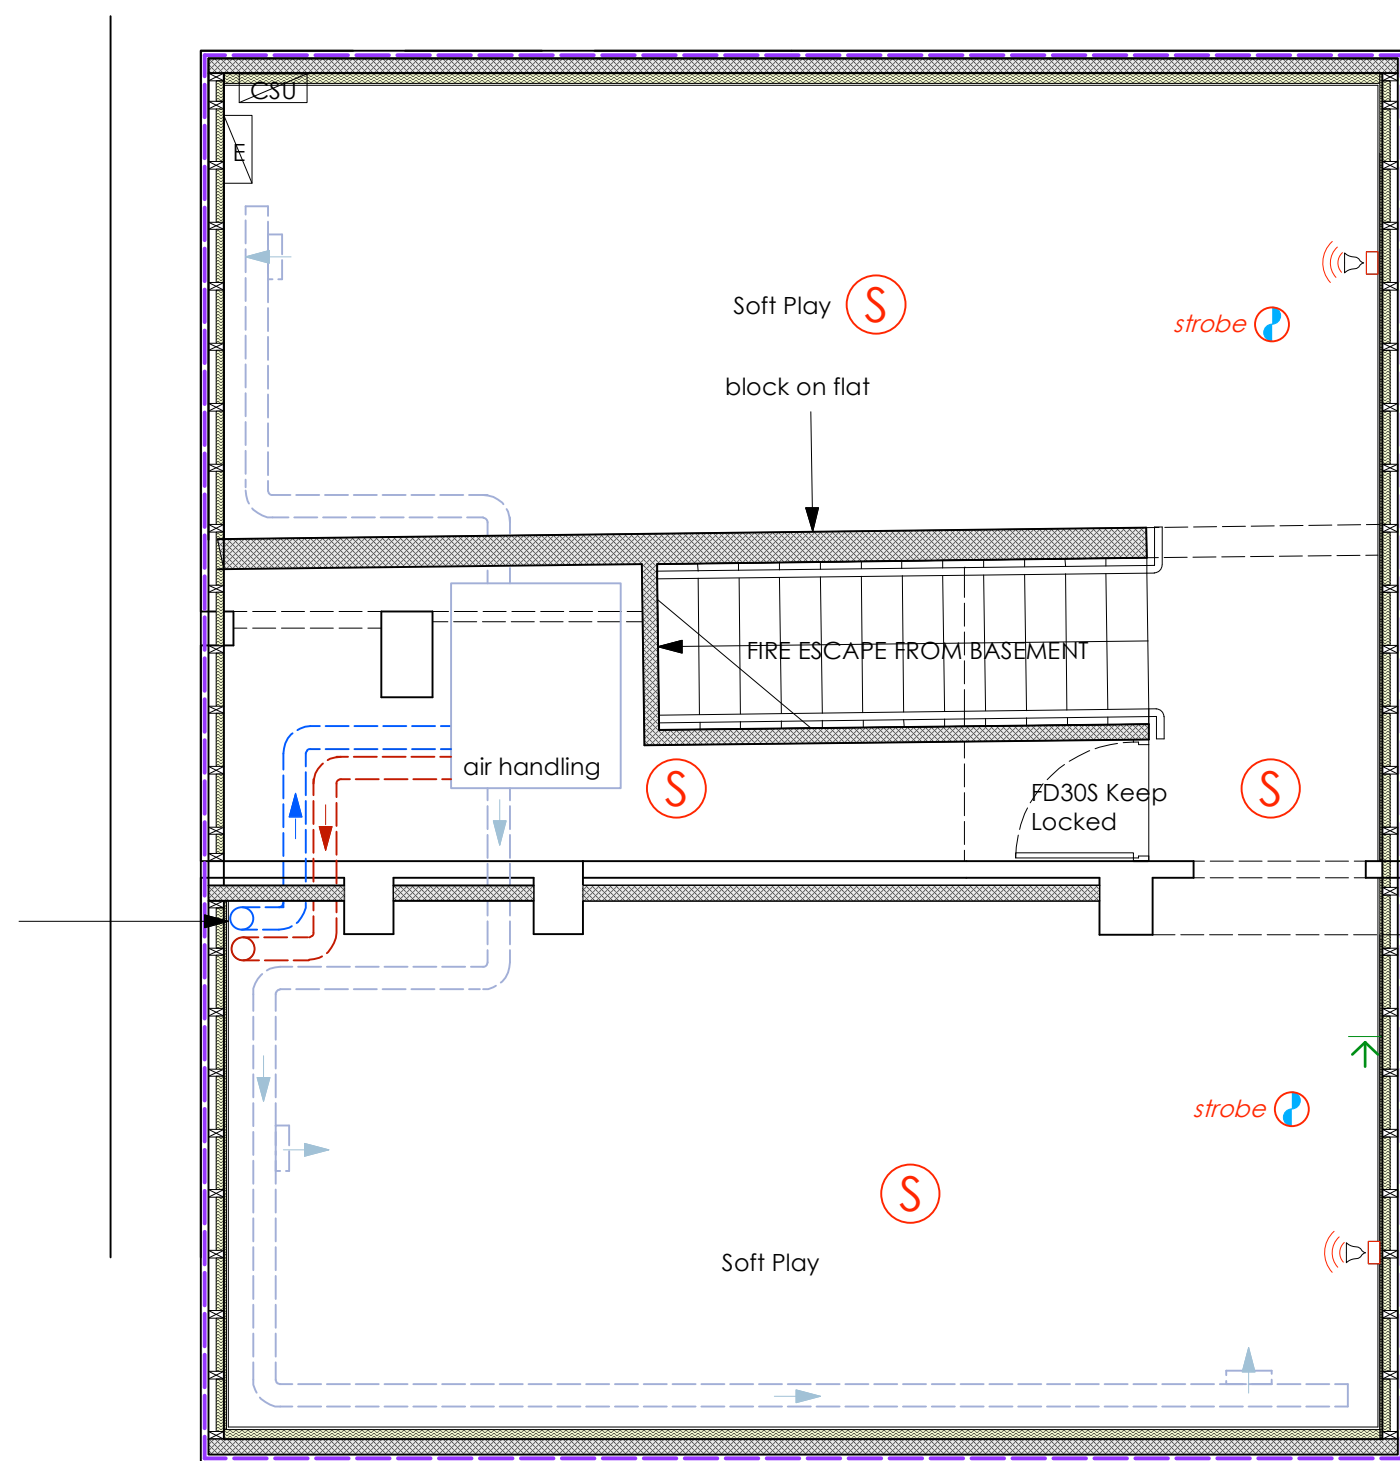 CSU
E
Soft Play S
strobe
block on flat
FIRE ESCAPE FROM BASEMENT
air handling
S
FD30S Keep
Locked
S
strobe
S
Soft Play